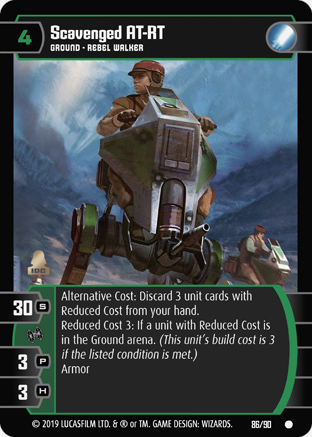 4
Scavenged AT-RT
GROUND - REBEL WALKER
IDC
30 S
3 P
3 H
Alternative Cost: Discard 3 unit cards with
Reduced Cost from your hand.
Reduced Cost 3: If a unit with Reduced Cost is
in the Ground arena. (This unit's build cost is 3
if the listed condition is met.)
Armor
© 2019 LUCASFILM LTD. & ® or TM. GAME DESIGN: WIZARDS.
86/90